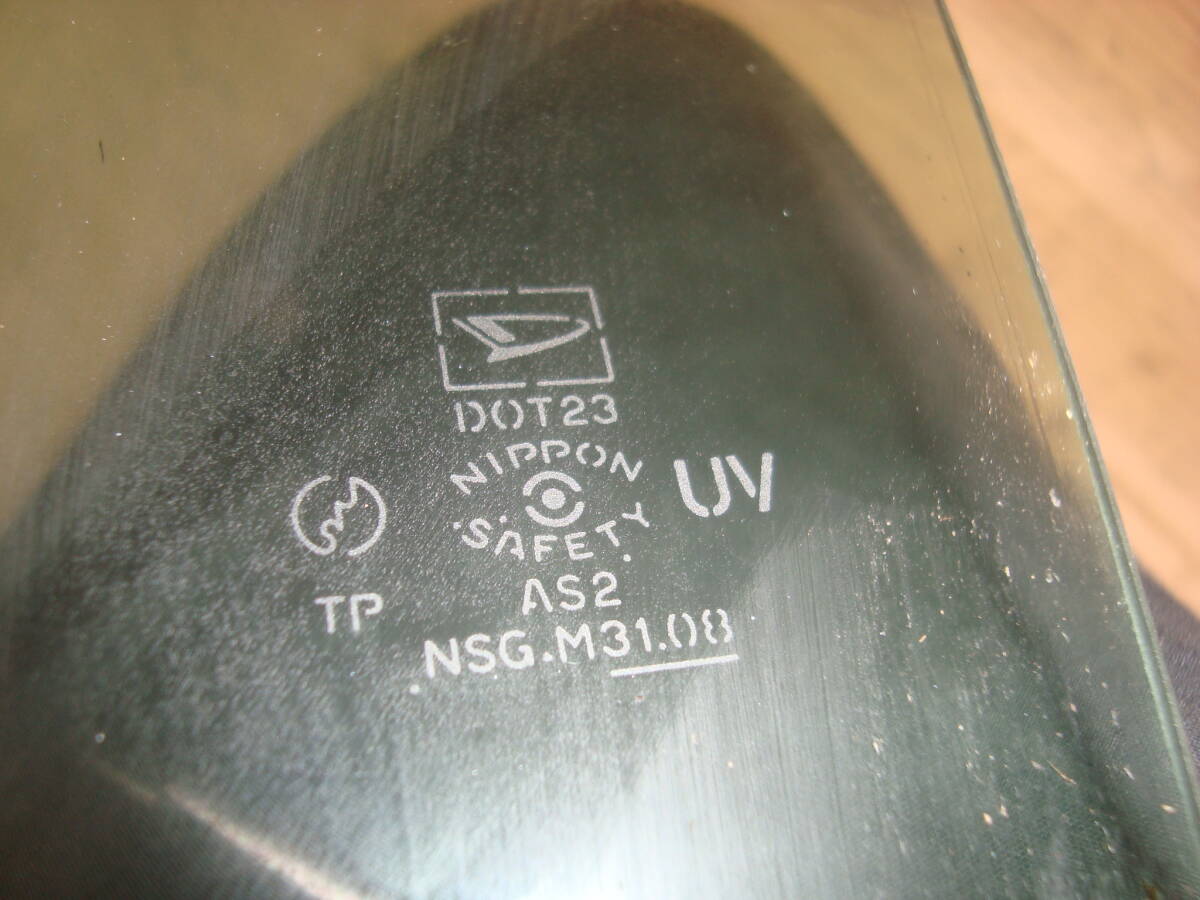 DOT23
NIPPON
SAFETY
UV
TP
AS2
.NSG.M31.08